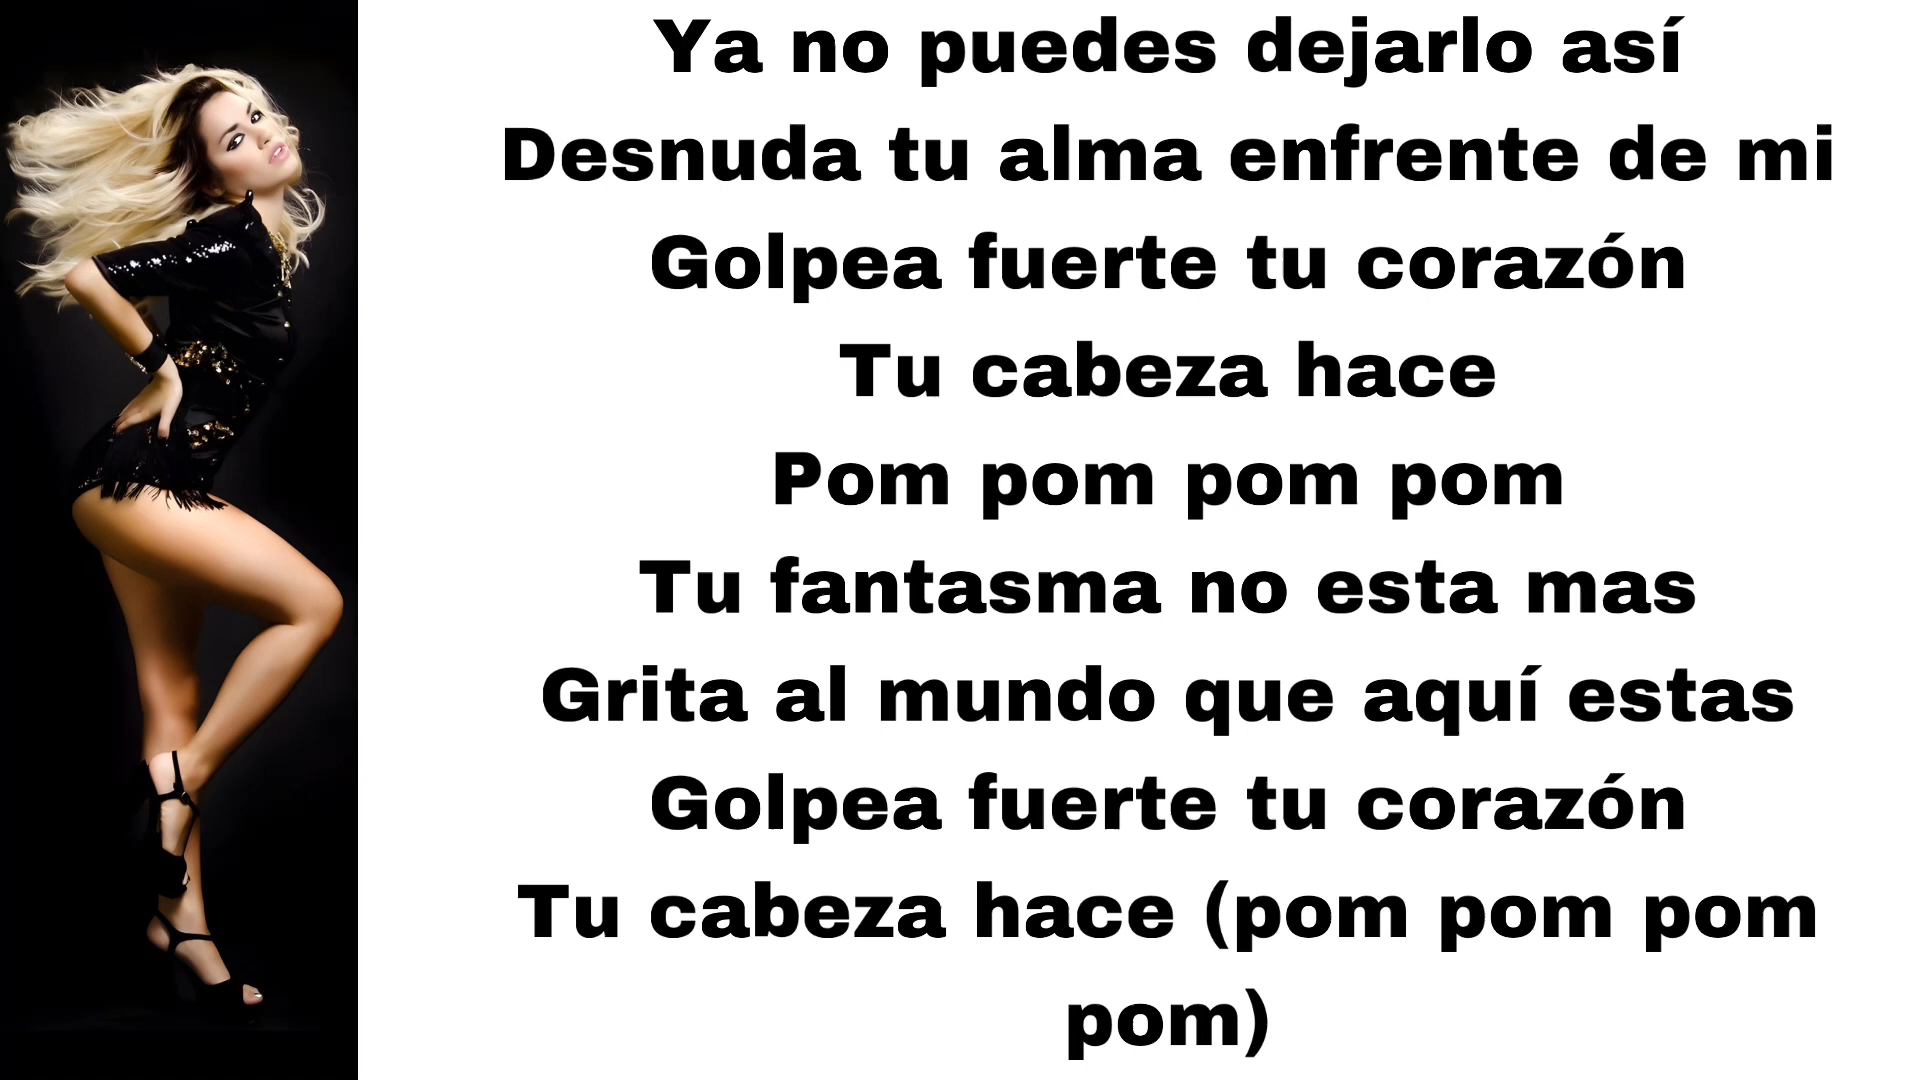 Ya no puedes dejarlo así
Desnuda tu alma enfrente de mi
Golpea fuerte tu corazón
Tu cabeza hace
Pom pom pom pom
Tu fantasma no esta mas
Grita al mundo que aquí estas
Golpea fuerte tu corazón
Tu cabeza hace (pom pom pom
pom)